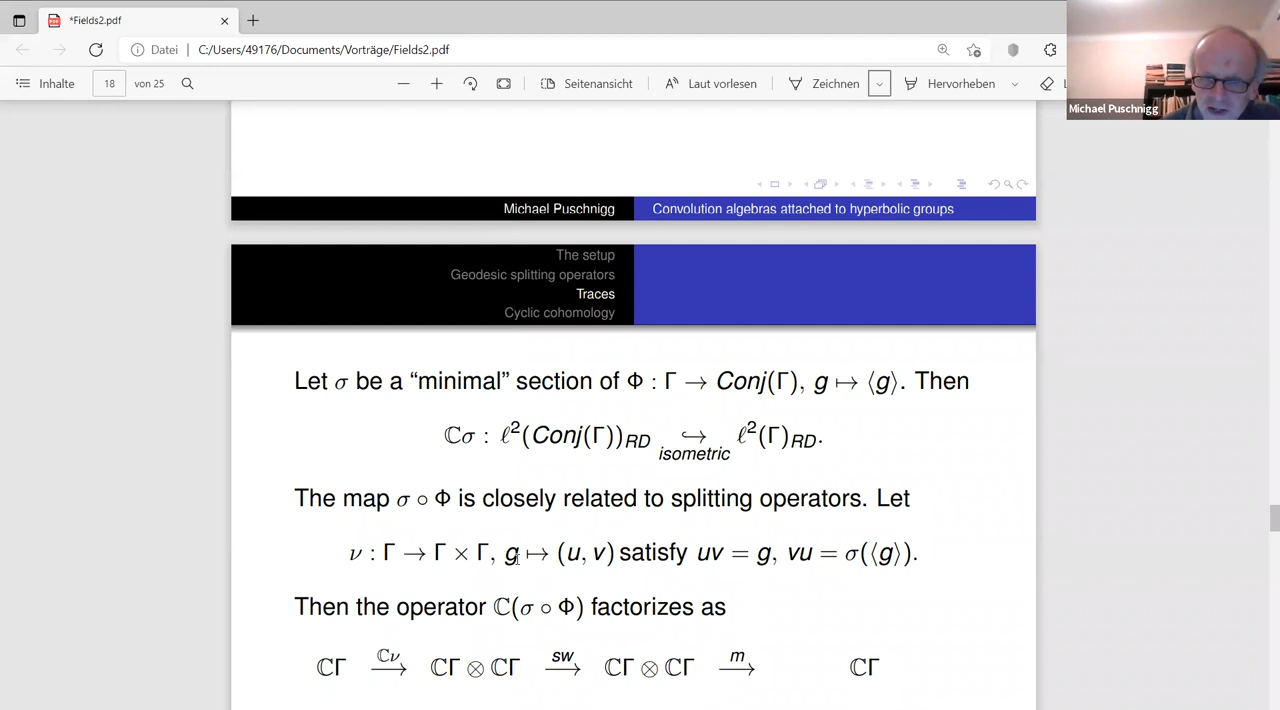 *Fields2.pdf
Datei C:/Users/49176/Documents/Vorträge/Fields2.pdf
Inhalte 18 von 25 Seitenansicht Laut vorlesen Zeichnen Hervorheben
Michael Puschnigg
Michael Puschnigg Convolution algebras attached to hyperbolic groups
The setup
Geodesic splitting operators
Traces
Cyclic cohomology
Let σ be a “minimal” section of Φ : Γ → Conj(Γ), g ↦ ⟨g⟩. Then
ℂσ : ℓ²(Conj(Γ))_RD ↪ ℓ²(Γ)_RD.
isometric
The map σ ∘ Φ is closely related to splitting operators. Let
ν : Γ → Γ × Γ, g ↦ (u, v) satisfy uv = g, vu = σ(⟨g⟩).
Then the operator ℂ(σ ∘ Φ) factorizes as
ℂν sw m
ℂΓ → ℂΓ ⊗ ℂΓ → ℂΓ ⊗ ℂΓ → ℂΓ